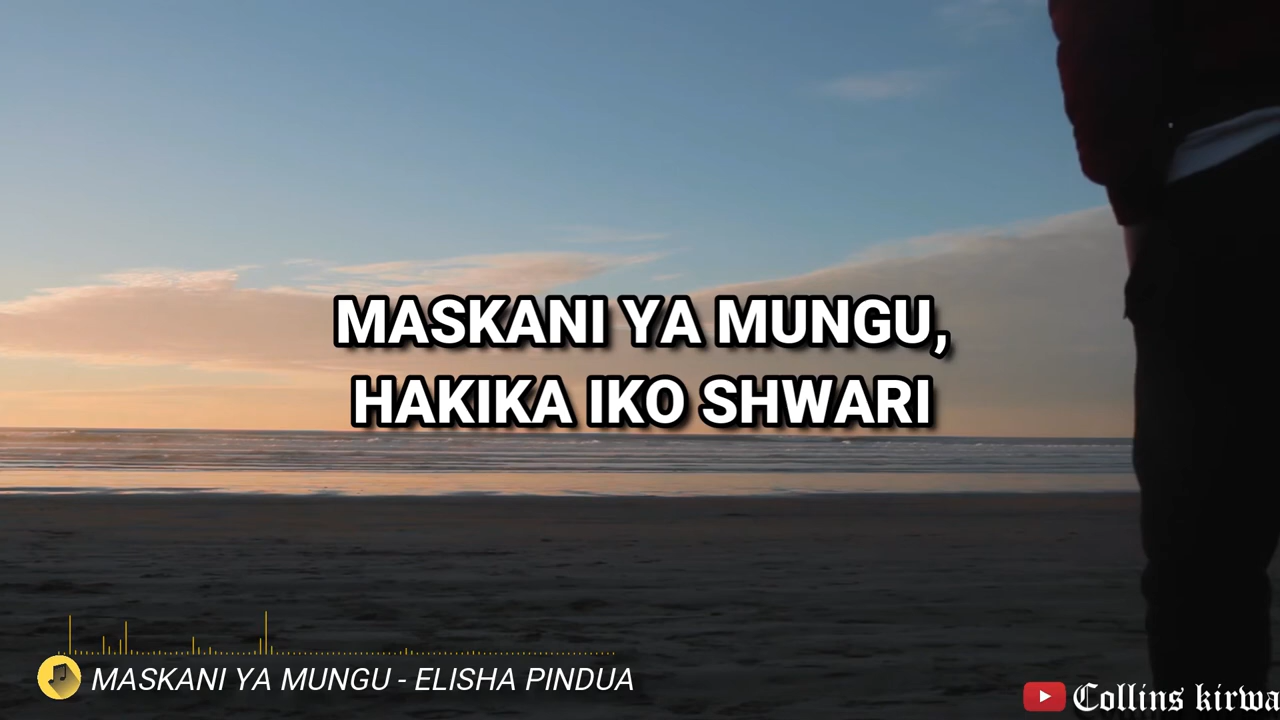 MASKANI YA MUNGU,
HAKIKA IKO SHWARI
MASKANI YA MUNGU - ELISHA PINDUA
Collins kirwa